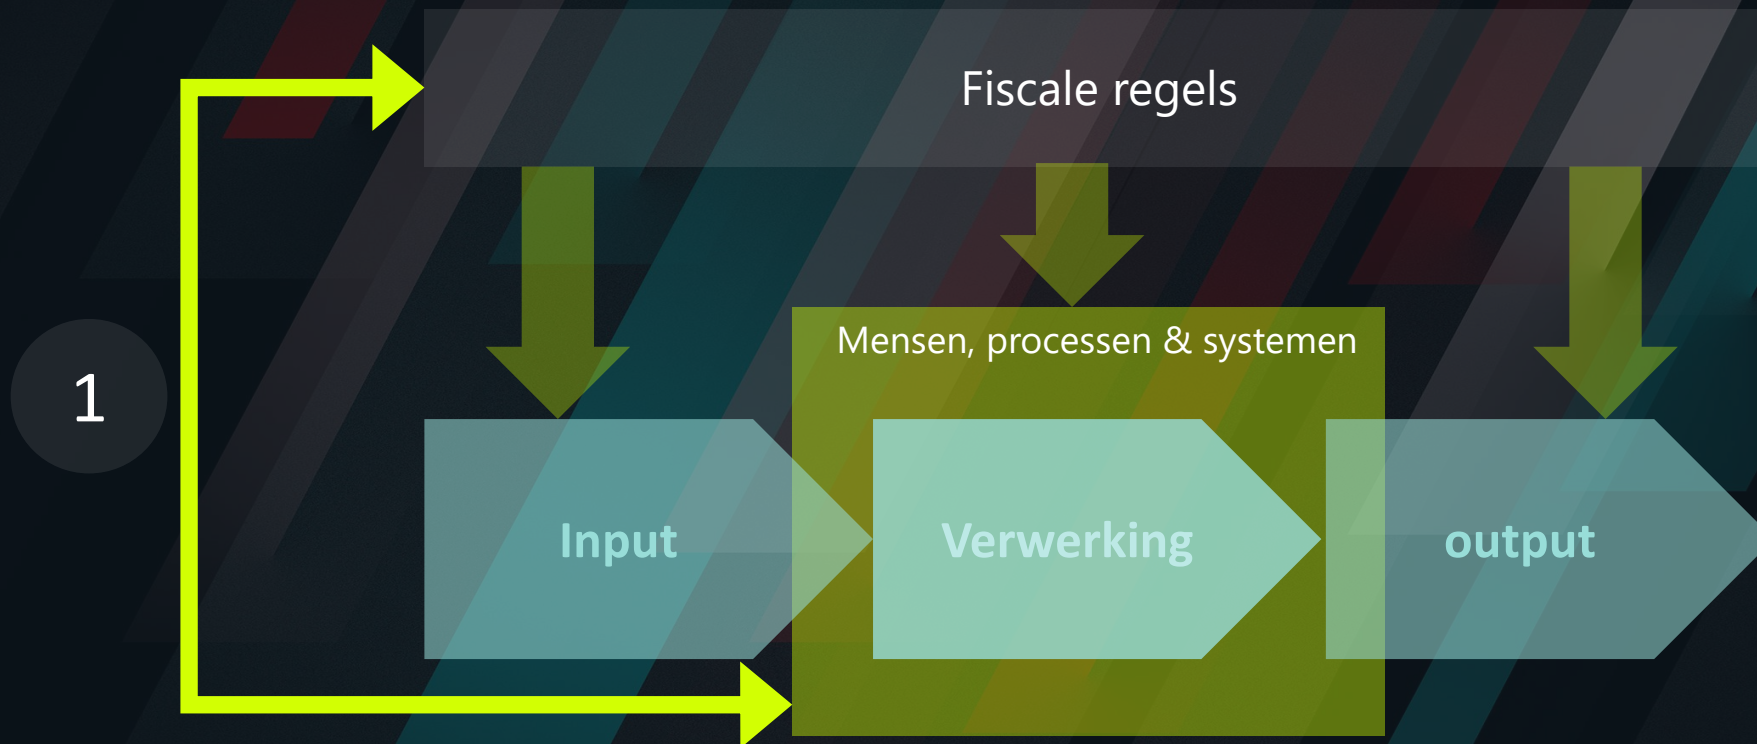 Fiscale regels
Mensen, processen & systemen
1
Input
Verwerking
output